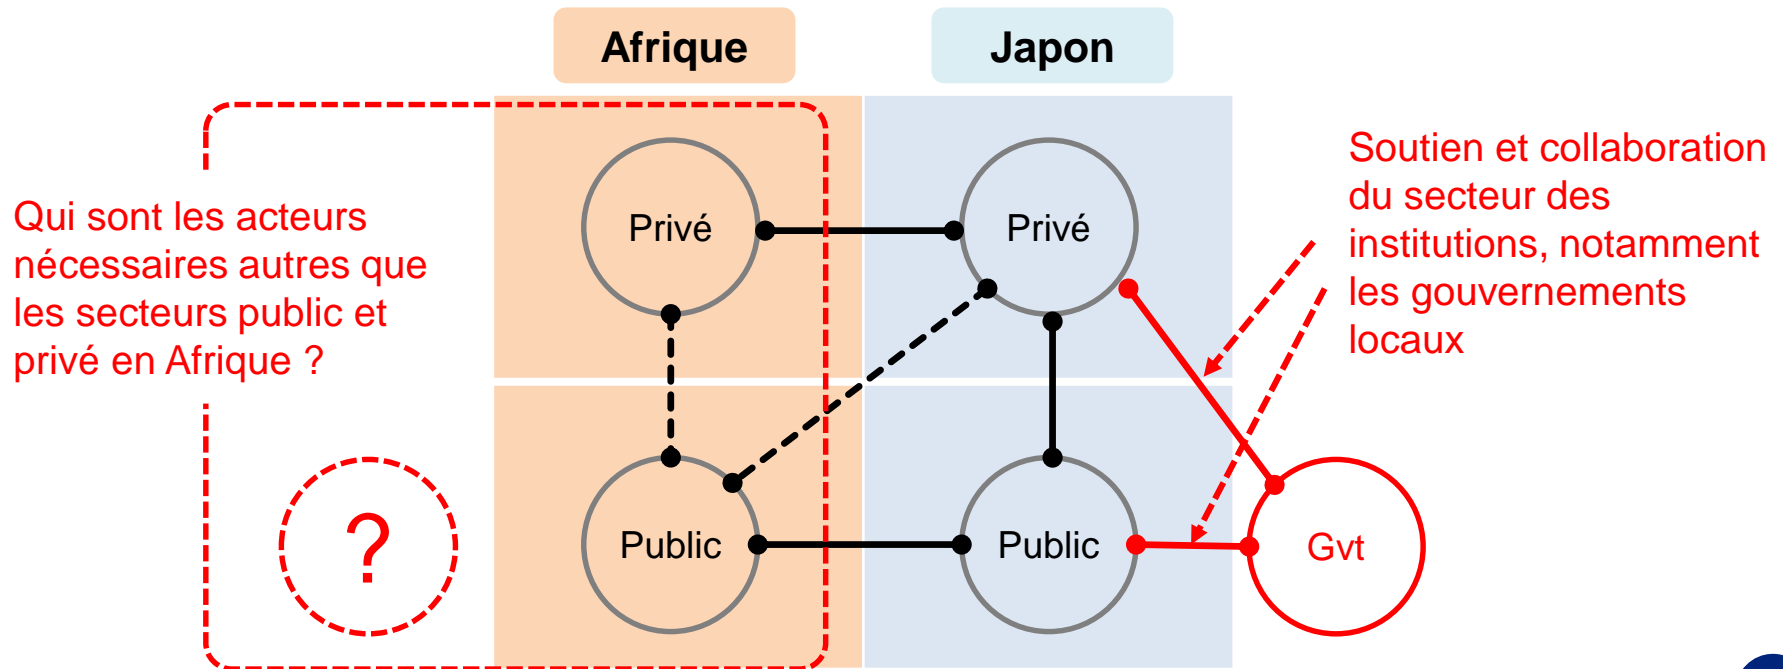 Afrique
Japon
Qui sont les acteurs
nécessaires autres que
les secteurs public et
privé en Afrique ?
Privé
Privé
Soutien et collaboration
du secteur des
institutions, notamment
les gouvernements
locaux
?
Public
Public
Gvt